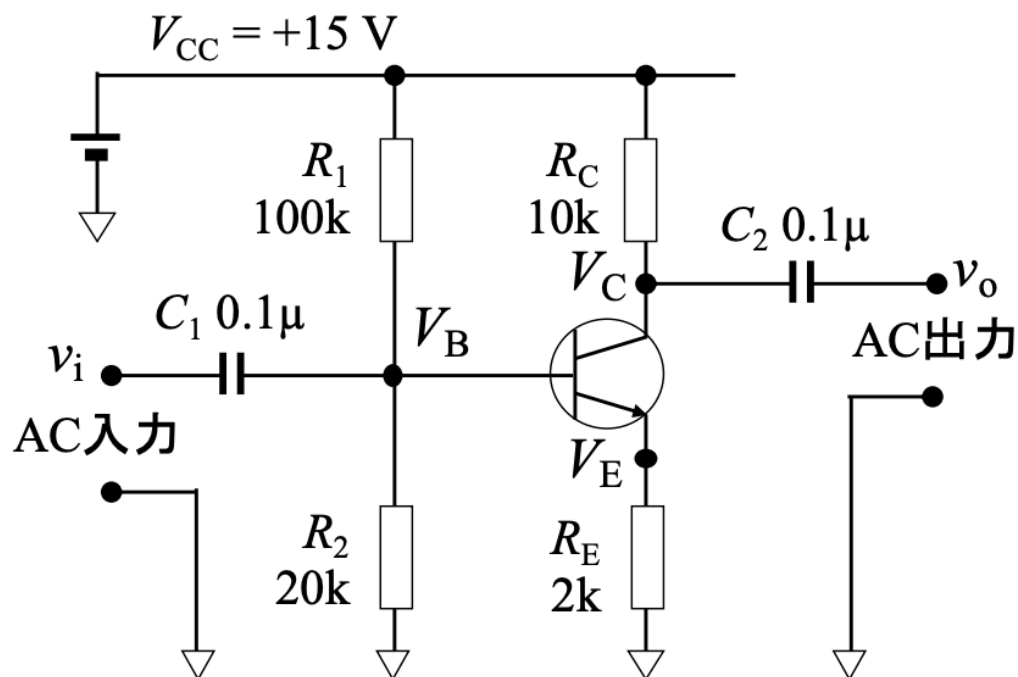 VCC = +15 V
R1
100k
RC
10k
C2 0.1μ
VC
vo
C1 0.1μ
VB
AC出力
vi
AC入力
VE
R2
20k
RE
2k